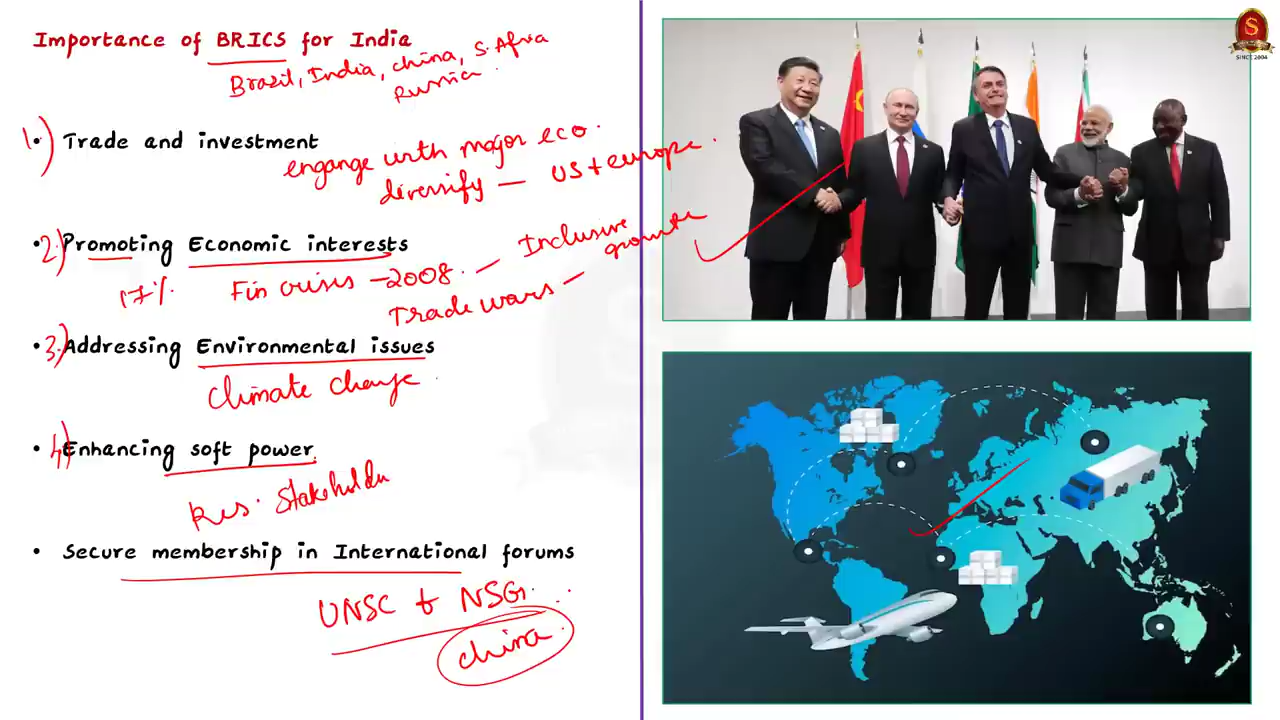 Importance of BRICS for India
Brazil, India, china, S. Africa
Russia
1)
• Trade and investment
engange with major eco.
diversify — US + europe.
• 2) Promoting Economic interests
17% Fin crisis - 2008. — Inclusive
growth
Trade wars —
• 3) Addressing Environmental issues
Climate change
• 4) Enhancing soft power
Res. Stakeholder
• Secure membership in International forums
UNSC + NSG.
china.
S
SINCE 2004